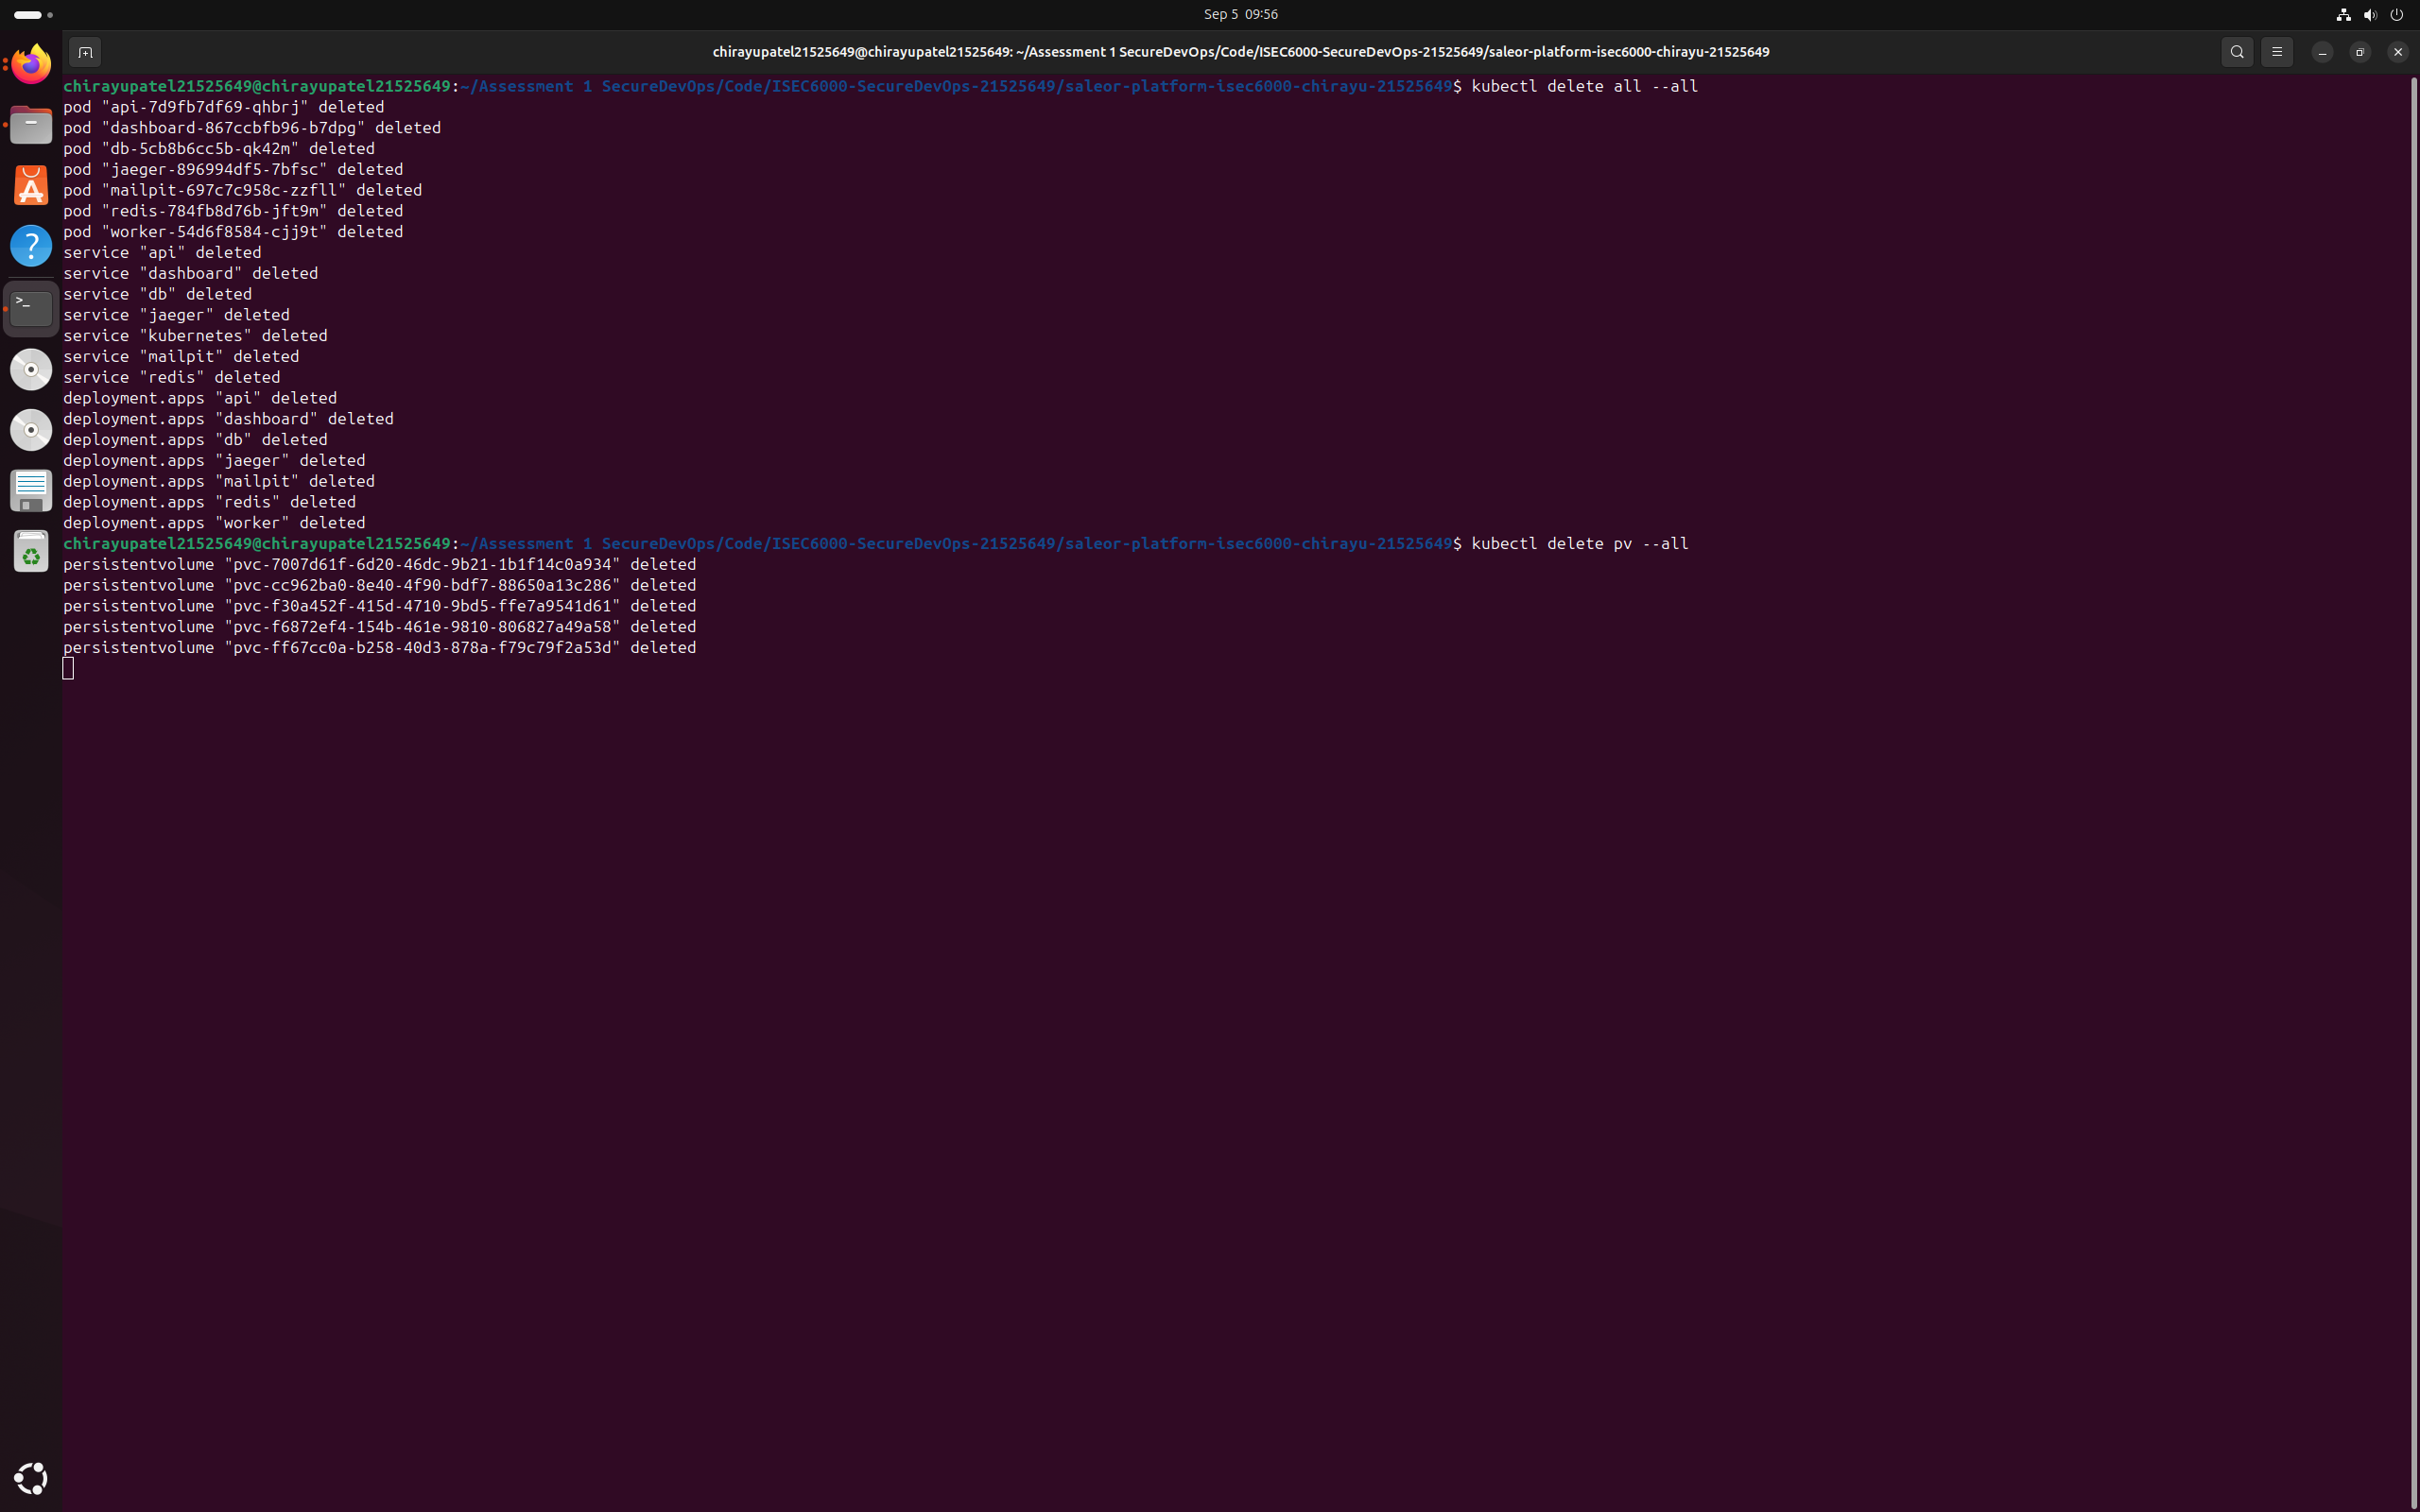 Sep 5 09:56
chirayupatel21525649@chirayupatel21525649: ~/Assessment 1 SecureDevOps/Code/ISEC6000-SecureDevOps-21525649/saleor-platform-isec6000-chirayu-21525649
chirayupatel21525649@chirayupatel21525649:~/Assessment 1 SecureDevOps/Code/ISEC6000-SecureDevOps-21525649/saleor-platform-isec6000-chirayu-21525649$ kubectl delete all --all
pod "api-7d9fb7df69-qhbrj" deleted
pod "dashboard-867ccbfb96-b7dpg" deleted
pod "db-5cb8b6cc5b-qk42m" deleted
pod "jaeger-896994df5-7bfsc" deleted
pod "mailpit-697c7c958c-zzfll" deleted
pod "redis-784fb8d76b-jft9m" deleted
pod "worker-54d6f8584-cjj9t" deleted
service "api" deleted
service "dashboard" deleted
service "db" deleted
service "jaeger" deleted
service "kubernetes" deleted
service "mailpit" deleted
service "redis" deleted
deployment.apps "api" deleted
deployment.apps "dashboard" deleted
deployment.apps "db" deleted
deployment.apps "jaeger" deleted
deployment.apps "mailpit" deleted
deployment.apps "redis" deleted
deployment.apps "worker" deleted
chirayupatel21525649@chirayupatel21525649:~/Assessment 1 SecureDevOps/Code/ISEC6000-SecureDevOps-21525649/saleor-platform-isec6000-chirayu-21525649$ kubectl delete pv --all
persistentvolume "pvc-7007d61f-6d20-46dc-9b21-1b1f14c0a934" deleted
persistentvolume "pvc-cc962ba0-8e40-4f90-bdf7-88650a13c286" deleted
persistentvolume "pvc-f30a452f-415d-4710-9bd5-ffe7a9541d61" deleted
persistentvolume "pvc-f6872ef4-154b-461e-9810-806827a49a58" deleted
persistentvolume "pvc-ff67cc0a-b258-40d3-878a-f79c79f2a53d" deleted